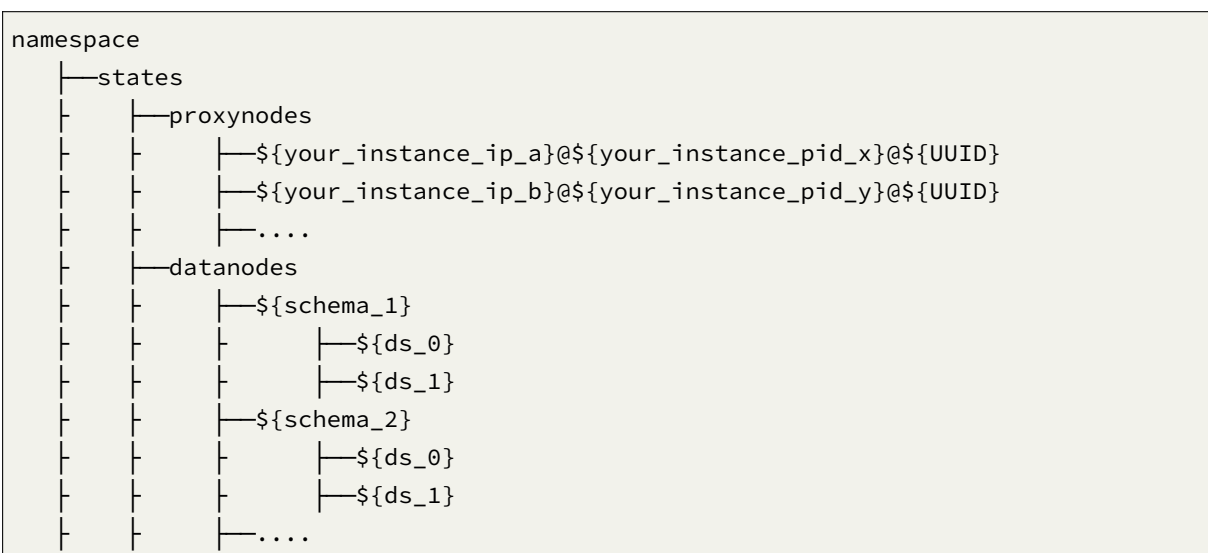 namespace
   ├──states
   ├    ├──proxynodes
   ├    ├     ├──${your_instance_ip_a}@${your_instance_pid_x}@${UUID}
   ├    ├     ├──${your_instance_ip_b}@${your_instance_pid_y}@${UUID}
   ├    ├     ├──....
   ├    ├──datanodes
   ├    ├     ├──${schema_1}
   ├    ├     ├      ├──${ds_0}
   ├    ├     ├      ├──${ds_1}
   ├    ├     ├──${schema_2}
   ├    ├     ├      ├──${ds_0}
   ├    ├     ├      ├──${ds_1}
   ├    ├     ├──....